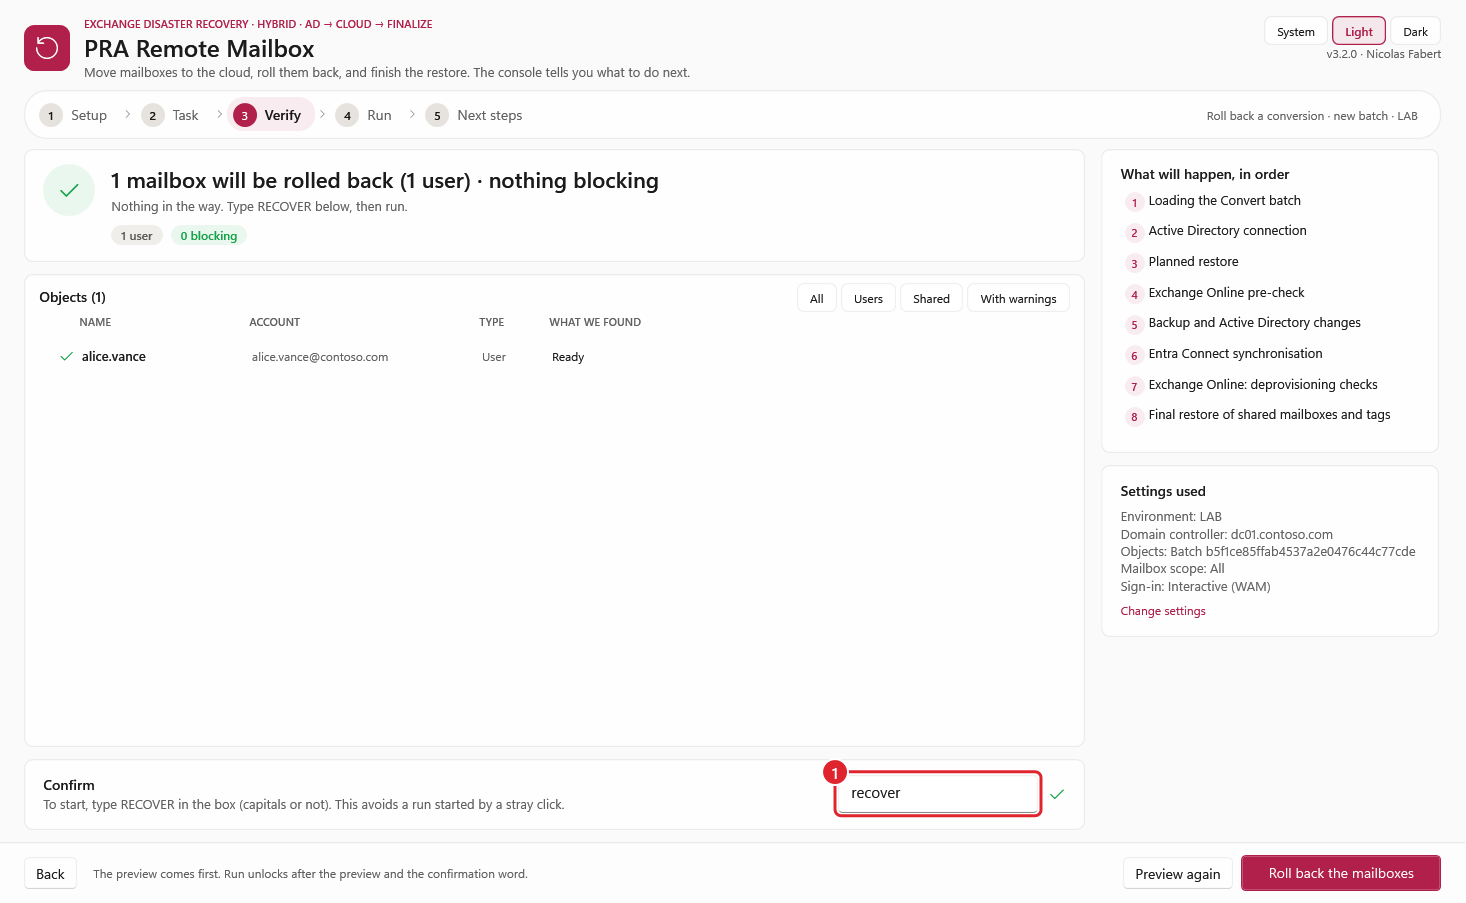 EXCHANGE DISASTER RECOVERY · HYBRID · AD → CLOUD → FINALIZE
PRA Remote Mailbox
Move mailboxes to the cloud, roll them back, and finish the restore. The console tells you what to do next.
System
Light
Dark
v3.2.0 · Nicolas Fabert
1 Setup
2 Task
3 Verify
4 Run
5 Next steps
Roll back a conversion · new batch · LAB
1 mailbox will be rolled back (1 user) · nothing blocking
Nothing in the way. Type RECOVER below, then run.
1 user
0 blocking
Objects (1)
All
Users
Shared
With warnings
NAME ACCOUNT TYPE WHAT WE FOUND
alice.vance alice.vance@contoso.com User Ready
What will happen, in order
1 Loading the Convert batch
2 Active Directory connection
3 Planned restore
4 Exchange Online pre-check
5 Backup and Active Directory changes
6 Entra Connect synchronisation
7 Exchange Online: deprovisioning checks
8 Final restore of shared mailboxes and tags
Settings used
Environment: LAB
Domain controller: dc01.contoso.com
Objects: Batch b5f1ce85ffab4537a2e0476c44c77cde
Mailbox scope: All
Sign-in: Interactive (WAM)
Change settings
Confirm
To start, type RECOVER in the box (capitals or not). This avoids a run started by a stray click.
1
recover
Back
The preview comes first. Run unlocks after the preview and the confirmation word.
Preview again
Roll back the mailboxes